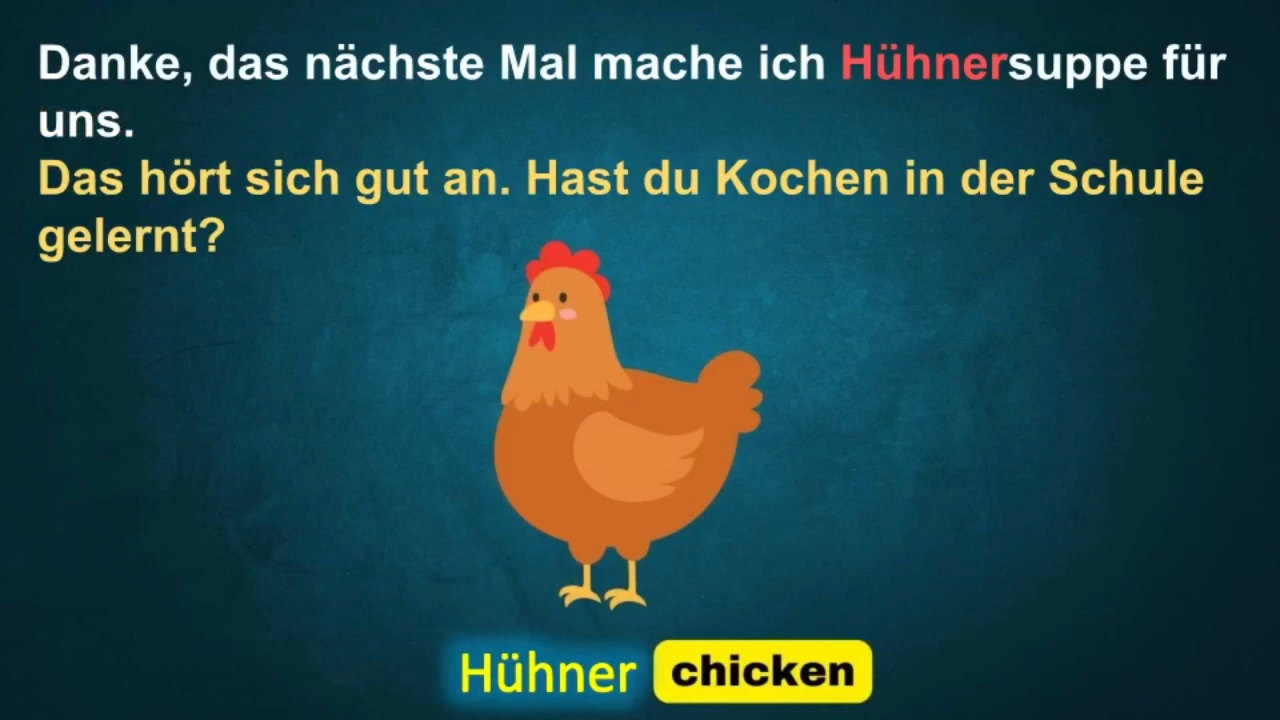 Danke, das nächste Mal mache ich Hühnersuppe für
uns.
Das hört sich gut an. Hast du Kochen in der Schule
gelernt?
Hühner chicken